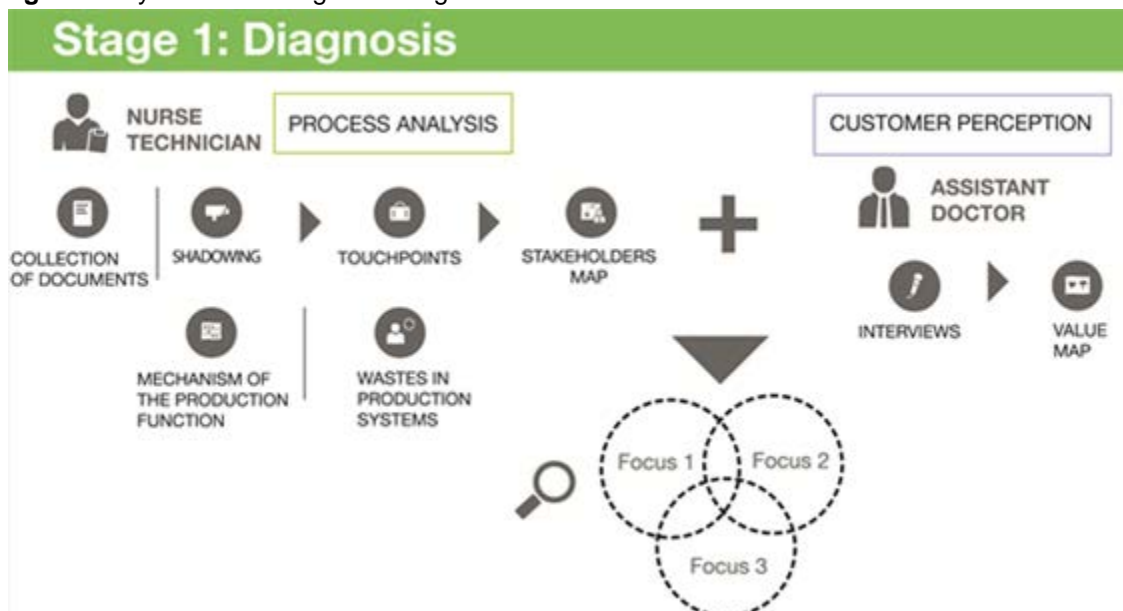 Stage 1: Diagnosis
NURSE
TECHNICIAN
PROCESS ANALYSIS
CUSTOMER PERCEPTION
ASSISTANT
DOCTOR
COLLECTION
OF DOCUMENTS
SHADOWING
TOUCHPOINTS
STAKEHOLDERS
MAP
INTERVIEWS
VALUE
MAP
MECHANISM OF
THE PRODUCTION
FUNCTION
WASTES IN
PRODUCTION
SYSTEMS
Focus 1
Focus 2
Focus 3